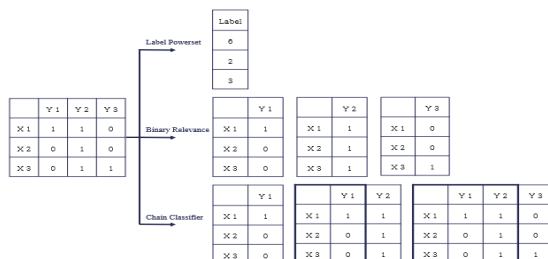 Label
Label Powerset
6
2
3
Y 1 Y 2 Y 3
X 1 1 1 0
X 2 0 1 0
X 3 0 1 1
Binary Relevance
Y 1
X 1 1
X 2 0
X 3 0
Y 2
X 1 1
X 2 1
X 3 1
Y 3
X 1 0
X 2 0
X 3 1
Chain Classifier
Y 1
X 1 1
X 2 0
X 3 0
Y 1 Y 2
X 1 1 1
X 2 0 1
X 3 0 1
Y 1 Y 2 Y 3
X 1 1 1 0
X 2 0 1 0
X 3 0 1 1